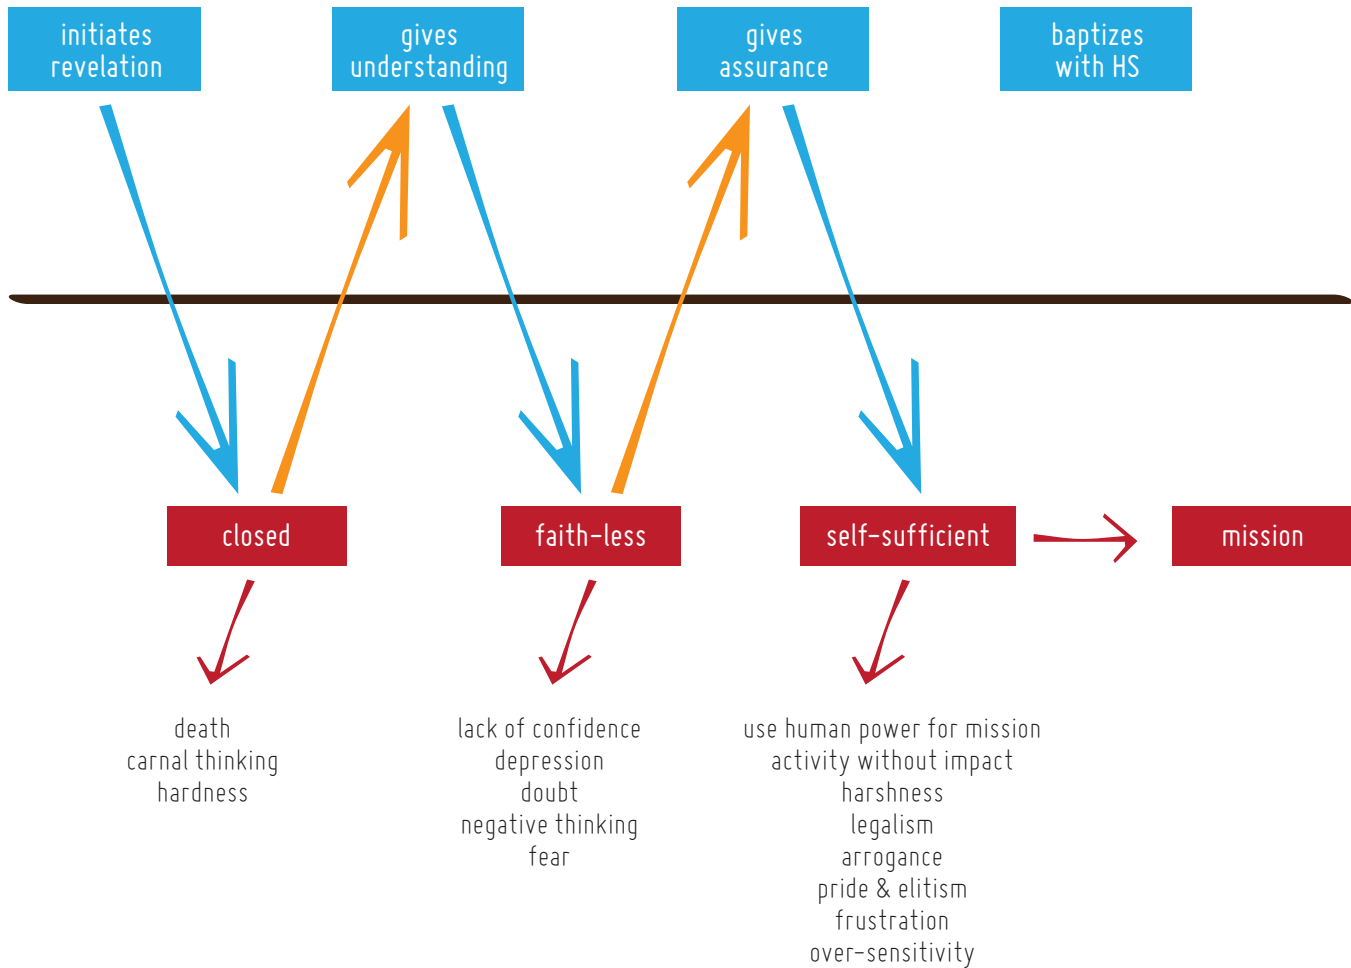 initiates
revelation
gives
understanding
gives
assurance
baptizes
with HS
closed
faith-less
self-sufficient
mission
death
carnal thinking
hardness
lack of confidence
depression
doubt
negative thinking
fear
use human power for mission
activity without impact
harshness
legalism
arrogance
pride & elitism
frustration
over-sensitivity